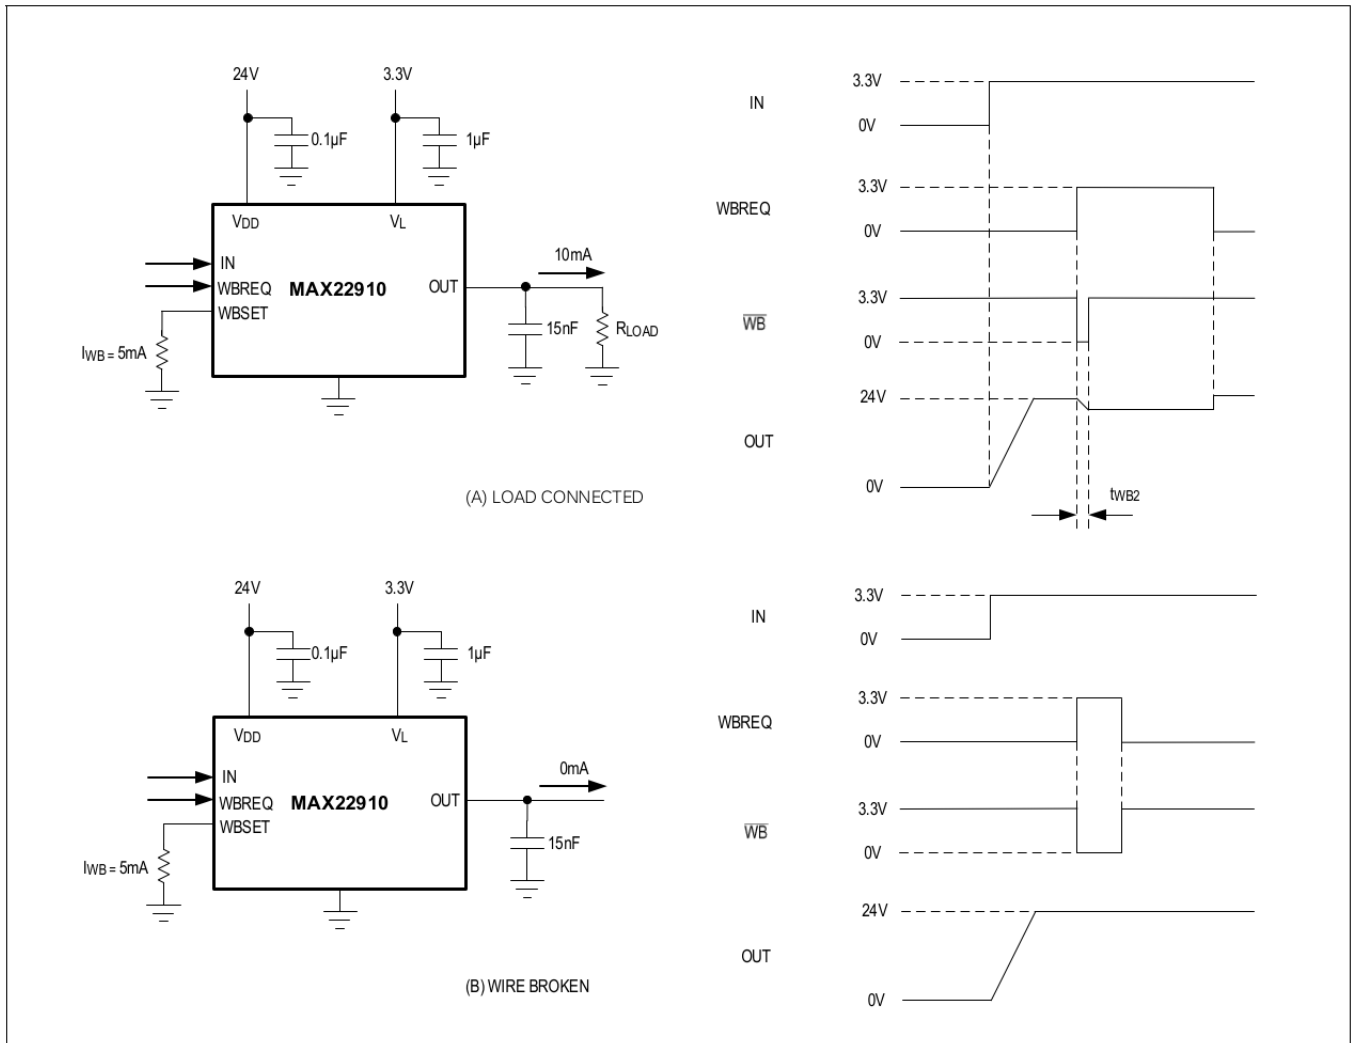 24V
3.3V
0.1µF
1µF
VDD
VL
IN
WBREQ
WBSET
MAX22910
OUT
10mA
15nF
RLOAD
IWB = 5mA
(A) LOAD CONNECTED
IN
3.3V
0V
WBREQ
3.3V
0V
WB
3.3V
0V
OUT
24V
0V
tWB2
24V
3.3V
0.1µF
1µF
VDD
VL
IN
WBREQ
WBSET
MAX22910
OUT
0mA
15nF
IWB = 5mA
(B) WIRE BROKEN
IN
3.3V
0V
WBREQ
3.3V
0V
WB
3.3V
0V
OUT
24V
0V